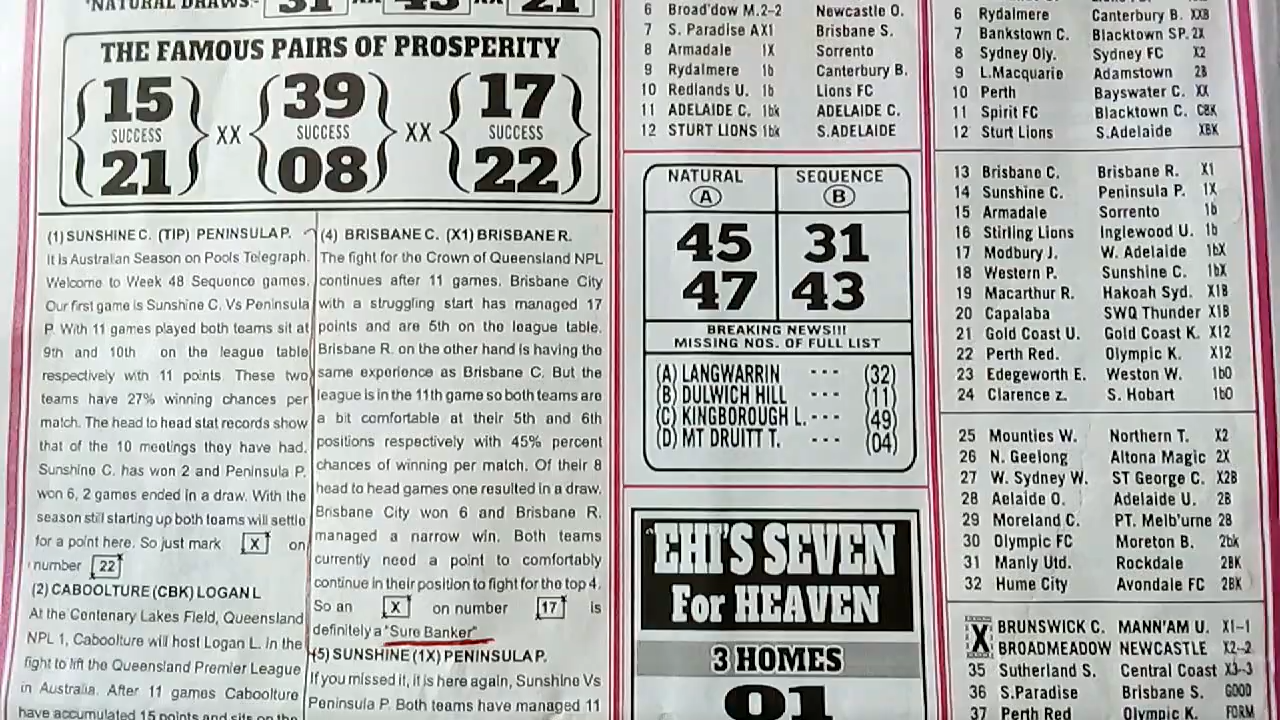 "NATURAL DRAWS:- 31 XX 43 XX 21
THE FAMOUS PAIRS OF PROSPERITY
15 SUCCESS 21 XX 39 SUCCESS 08 XX 17 SUCCESS 22
(1) SUNSHINE C. (TIP) PENINSULA P.
It is Australian Season on Pools Telegraph.
Welcome to Week 48 Sequence games.
Our first game is Sunshine C. Vs Peninsula
P. With 11 games played both teams sit at
9th and 10th on the league table
respectively with 11 points. These two
teams have 27% winning chances per
match. The head to head stat records show
that of the 10 meetings they have had.
Sunshine C. has won 2 and Peninsula P.
won 6, 2 games ended in a draw. With the
season still starting up both teams will settle
for a point here. So just mark X on
number 22
(2) CABOOLTURE (CBK) LOGAN L
At the Centenary Lakes Field, Queensland
NPL 1, Caboolture will host Logan L. In the
fight to lift the Queensland Premier League
in Australia. After 11 games Caboolture
have accumulated 15 points and sits on the
(4) BRISBANE C. (X1) BRISBANE R.
The fight for the Crown of Queensland NPL
continues after 11 games. Brisbane City
with a struggling start has managed 17
points and are 5th on the league table.
Brisbane R. on the other hand is having the
same experience as Brisbane C. But the
league is in the 11th game so both teams are
a bit comfortable at their 5th and 6th
positions respectively with 45% percent
chances of winning per match. Of their 8
head to head games one resulted in a draw.
Brisbane City won 6 and Brisbane R.
managed a narrow win. Both teams
currently need a point to comfortably
continue in their position to fight for the top 4.
So an X on number 17 is
definitely a "Sure Banker"
(5) SUNSHINE (1X) PENINSULA P.
If you missed it, it is here again, Sunshine Vs
Peninsula P. Both teams have managed 11
6 Broad'dow M. 2-2 Newcastle O.
7 S. Paradise AX1 Brisbane S.
8 Armadale 1X Sorrento
9 Rydalmere 1b Canterbury B.
10 Redlands U. 1b Lions FC
11 ADELAIDE C. 1bk ADELAIDE C.
12 STURT LIONS 1bk S.ADELAIDE
NATURAL A SEQUENCE B
45 31
47 43
BREAKING NEWS!!!
MISSING NOS. OF FULL LIST
(A) LANGWARRIN --- (32)
(B) DULWICH HILL --- (11)
(C) KINGBOROUGH L. --- (49)
(D) MT DRUITT T. --- (04)
"EHI'S SEVEN
For HEAVEN
3 HOMES
01
6 Rydalmere Canterbury B. XXB
7 Bankstown C. Blacktown SP. 2X
8 Sydney Oly. Sydney FC X2
9 L.Macquarie Adamstown 2B
10 Perth Bayswater C. XX
11 Spirit FC Blacktown C. CBK
12 Sturt Lions S.Adelaide XBK
13 Brisbane C. Brisbane R. X1
14 Sunshine C. Peninsula P. 1X
15 Armadale Sorrento 1b
16 Stirling Lions Inglewood U. 1b
17 Modbury J. W. Adelaide 1bX
18 Western P. Sunshine C. 1bX
19 Macarthur R. Hakoah Syd. X1B
20 Capalaba SWQ Thunder X1B
21 Gold Coast U. Gold Coast K. X12
22 Perth Red. Olympic K. X12
23 Edgeworth E. Weston W. 1b0
24 Clarence z. S. Hobart 1b0
25 Mounties W. Northern T. X2
26 N. Geelong Altona Magic 2X
27 W. Sydney W. ST George C. X2B
28 Aelaide O. Adelaide U. 2B
29 Moreland C. PT. Melb'urne 2B
30 Olympic FC Moreton B. 2bk
31 Manly Utd. Rockdale 2BK
32 Hume City Avondale FC 2BK
X BRUNSWICK C. MANN'AM U. X1-1
BROADMEADOW NEWCASTLE X2-2
35 Sutherland S. Central Coast X3-3
36 S.Paradise Brisbane S. GOOD
37 Perth Red Olympic K. FORM